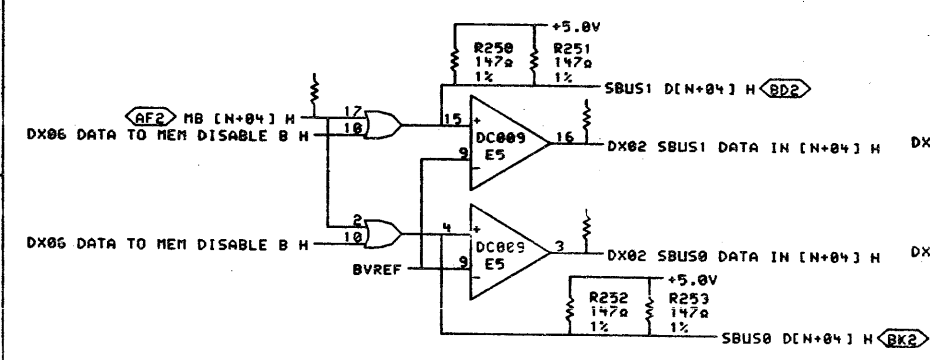 +5.0V
R250 R251
147Ω 147Ω
1% 1%
SBUS1 D[N+04] H BD2
AF2 MB [N+04] H 17
DX06 DATA TO MEM DISABLE B H 18
15 +
DC009
E5
16 DX02 SBUS1 DATA IN [N+04] H DX
9 -
2
DX06 DATA TO MEM DISABLE B H 10
4 +
DC009
E5
3 DX02 SBUS0 DATA IN [N+04] H DX
BVREF 9 -
+5.0V
R252 R253
147Ω 147Ω
1% 1%
SBUS0 D[N+04] H BK2